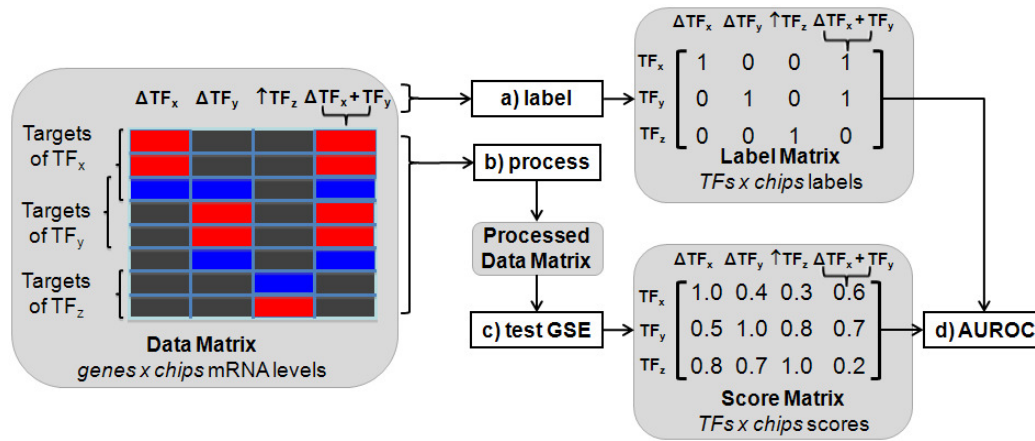 ΔTFx ΔTFy ↑TFz ΔTFx+TFy
Targets
of TFx
Targets
of TFy
Targets
of TFz
Data Matrix
genes x chips mRNA levels
a) label
b) process
Processed
Data Matrix
c) test GSE
ΔTFx ΔTFy ↑TFz ΔTFx+TFy
TFx 1 0 0 1
TFy 0 1 0 1
TFz 0 0 1 0
Label Matrix
TFs x chips labels
ΔTFx ΔTFy ↑TFz ΔTFx+TFy
TFx 1.0 0.4 0.3 0.6
TFy 0.5 1.0 0.8 0.7
TFz 0.8 0.7 1.0 0.2
Score Matrix
TFs x chips scores
d) AUROC